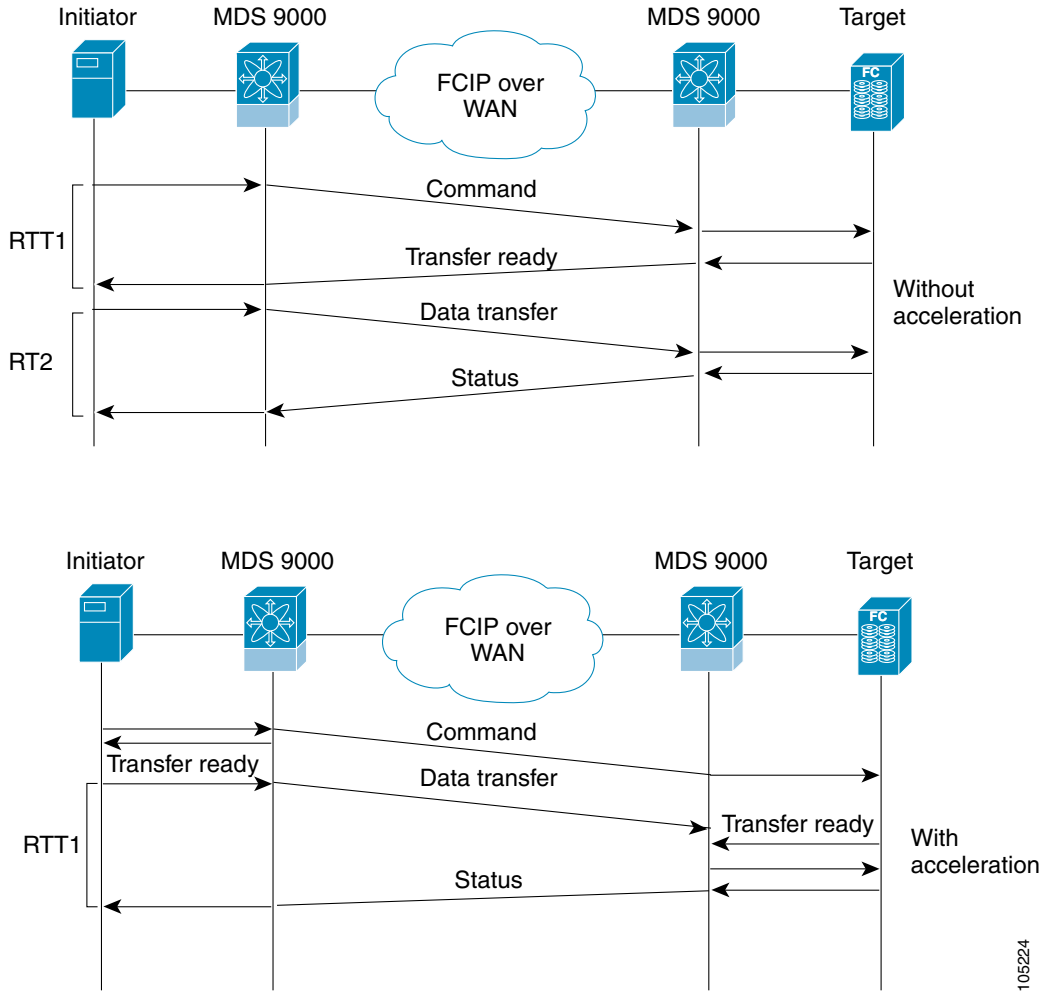 Initiator
MDS 9000
MDS 9000
Target
FCIP over
WAN
FC
Command
RTT1
Transfer ready
Without
acceleration
Data transfer
RT2
Status
Initiator
MDS 9000
MDS 9000
Target
FCIP over
WAN
FC
Command
Transfer ready
Data transfer
Transfer ready
RTT1
With
acceleration
Status
105224